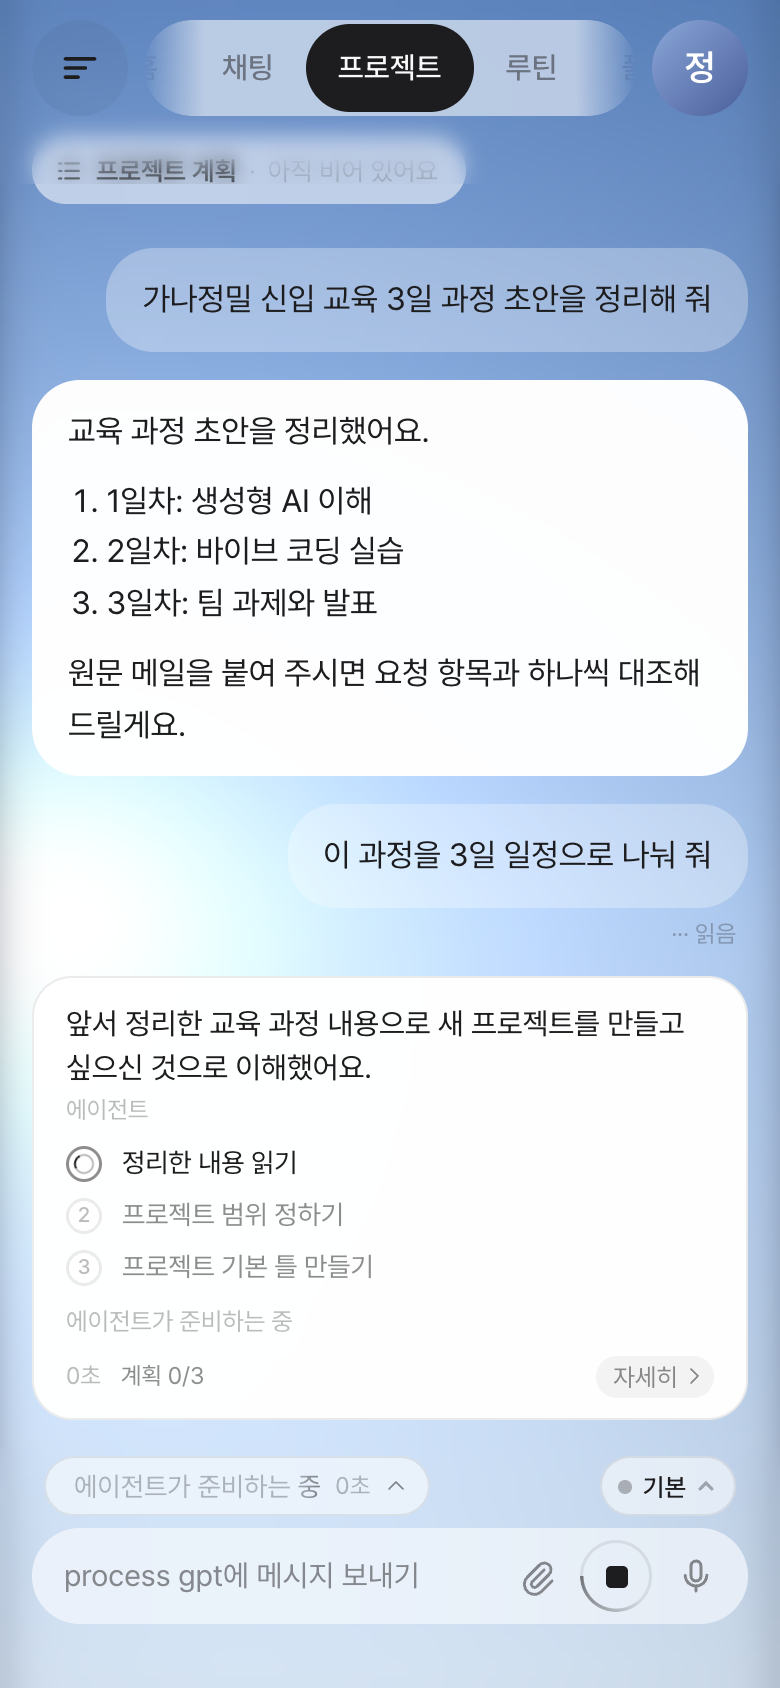 채팅
프로젝트
루틴
정
프로젝트 계획 · 아직 비어 있어요
가나정밀 신입 교육 3일 과정 초안을 정리해 줘
교육 과정 초안을 정리했어요.
1. 1일차: 생성형 AI 이해
2. 2일차: 바이브 코딩 실습
3. 3일차: 팀 과제와 발표
원문 메일을 붙여 주시면 요청 항목과 하나씩 대조해
드릴게요.
이 과정을 3일 일정으로 나눠 줘
··· 읽음
앞서 정리한 교육 과정 내용으로 새 프로젝트를 만들고
싶으신 것으로 이해했어요.
에이전트
정리한 내용 읽기
2 프로젝트 범위 정하기
3 프로젝트 기본 틀 만들기
에이전트가 준비하는 중
0초 계획 0/3
자세히
에이전트가 준비하는 중 0초
기본
process gpt에 메시지 보내기